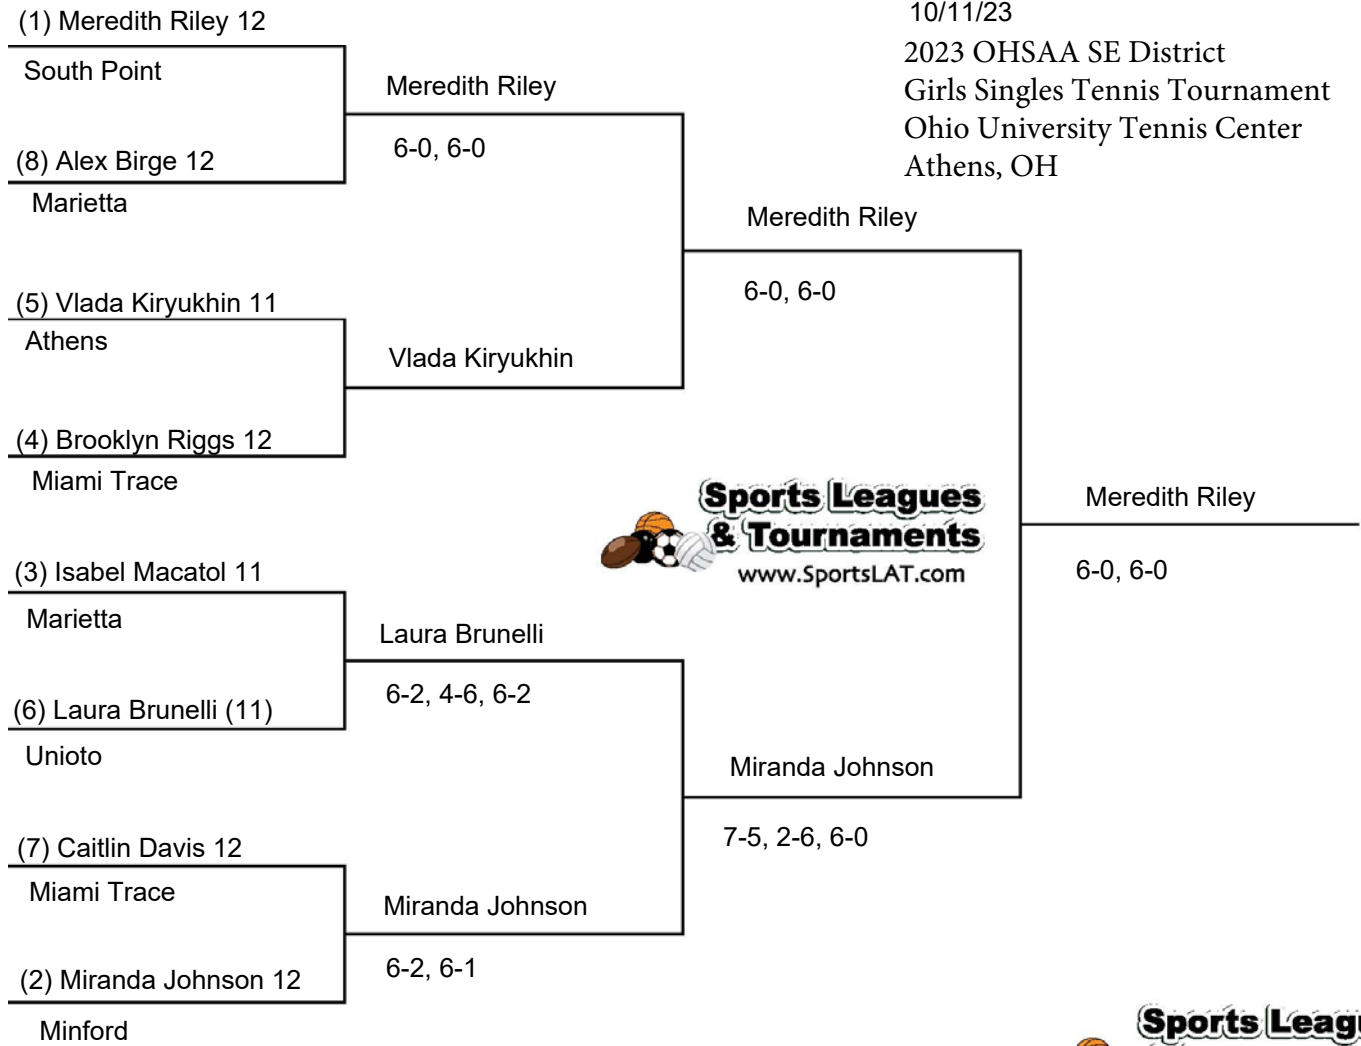 (1) Meredith Riley 12
South Point
(8) Alex Birge 12
Marietta
(5) Vlada Kiryukhin 11
Athens
(4) Brooklyn Riggs 12
Miami Trace
(3) Isabel Macatol 11
Marietta
(6) Laura Brunelli (11)
Unioto
(7) Caitlin Davis 12
Miami Trace
(2) Miranda Johnson 12
Minford
Meredith Riley
6-0, 6-0
Vlada Kiryukhin
Laura Brunelli
6-2, 4-6, 6-2
Miranda Johnson
6-2, 6-1
Meredith Riley
6-0, 6-0
Miranda Johnson
7-5, 2-6, 6-0
Meredith Riley
6-0, 6-0
10/11/23
2023 OHSAA SE District
Girls Singles Tennis Tournament
Ohio University Tennis Center
Athens, OH
Sports Leagues
& Tournaments
www.SportsLAT.com
Sports Leagu